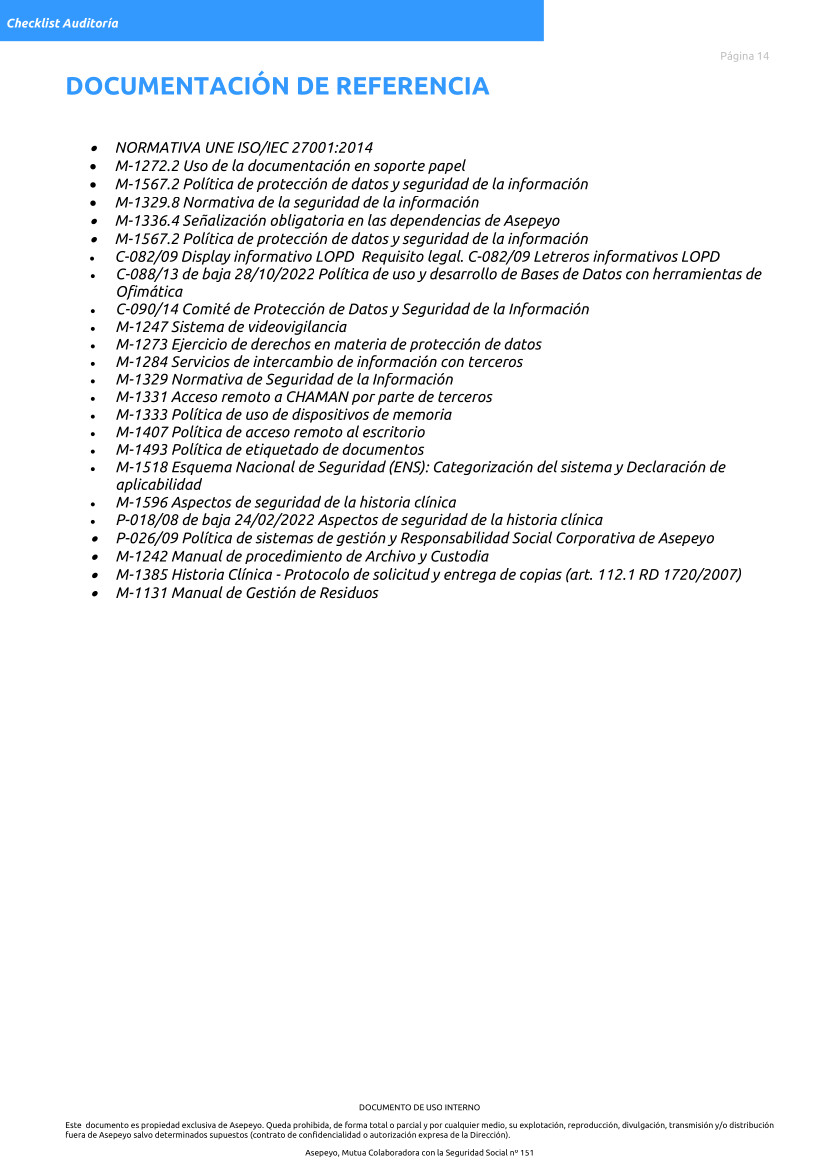 Checklist Auditoría
Página 14
DOCUMENTACIÓN DE REFERENCIA
• NORMATIVA UNE ISO/IEC 27001:2014
• M-1272.2 Uso de la documentación en soporte papel
• M-1567.2 Política de protección de datos y seguridad de la información
• M-1329.8 Normativa de la seguridad de la información
• M-1336.4 Señalización obligatoria en las dependencias de Asepeyo
• M-1567.2 Política de protección de datos y seguridad de la información
• C-082/09 Display informativo LOPD  Requisito legal. C-082/09 Letreros informativos LOPD
• C-088/13 de baja 28/10/2022 Política de uso y desarrollo de Bases de Datos con herramientas de
Ofimática
• C-090/14 Comité de Protección de Datos y Seguridad de la Información
• M-1247 Sistema de videovigilancia
• M-1273 Ejercicio de derechos en materia de protección de datos
• M-1284 Servicios de intercambio de información con terceros
• M-1329 Normativa de Seguridad de la Información
• M-1331 Acceso remoto a CHAMAN por parte de terceros
• M-1333 Política de uso de dispositivos de memoria
• M-1407 Política de acceso remoto al escritorio
• M-1493 Política de etiquetado de documentos
• M-1518 Esquema Nacional de Seguridad (ENS): Categorización del sistema y Declaración de
aplicabilidad
• M-1596 Aspectos de seguridad de la historia clínica
• P-018/08 de baja 24/02/2022 Aspectos de seguridad de la historia clínica
• P-026/09 Política de sistemas de gestión y Responsabilidad Social Corporativa de Asepeyo
• M-1242 Manual de procedimiento de Archivo y Custodia
• M-1385 Historia Clínica - Protocolo de solicitud y entrega de copias (art. 112.1 RD 1720/2007)
• M-1131 Manual de Gestión de Residuos
DOCUMENTO DE USO INTERNO
Este  documento es propiedad exclusiva de Asepeyo. Queda prohibida, de forma total o parcial y por cualquier medio, su explotación, reproducción, divulgación, transmisión y/o distribución
fuera de Asepeyo salvo determinados supuestos (contrato de confidencialidad o autorización expresa de la Dirección).
Asepeyo, Mutua Colaboradora con la Seguridad Social nº 151